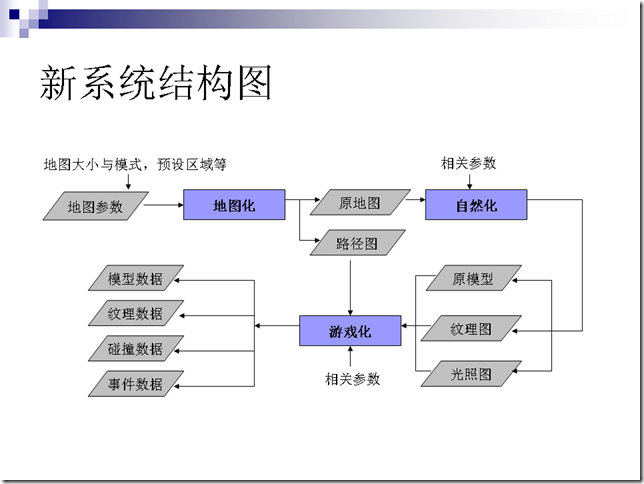 新系统结构图
地图大小与模式，预设区域等
相关参数
地图参数
地图化
原地图
自然化
路径图
模型数据
原模型
纹理数据
游戏化
纹理图
碰撞数据
相关参数
光照图
事件数据